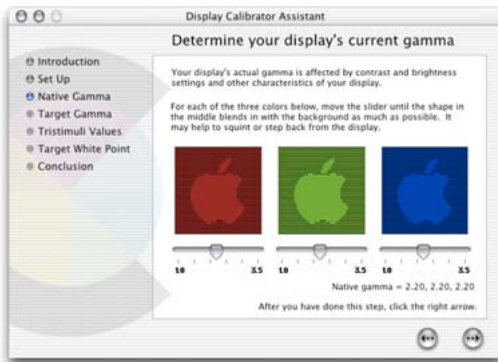 Display Calibrator Assistant
Determine your display's current gamma
Introduction
Set Up
Native Gamma
Target Gamma
Tristimuli Values
Target White Point
Conclusion
Your display's actual gamma is affected by contrast and brightness
settings and other characteristics of your display.
For each of the three colors below, move the slider until the shape in
the middle blends in with the background as much as possible. It
may help to squint or step back from the display.
1.0 3.5 1.0 3.5 1.0 3.5
Native gamma = 2.20, 2.20, 2.20
After you have done this step, click the right arrow.